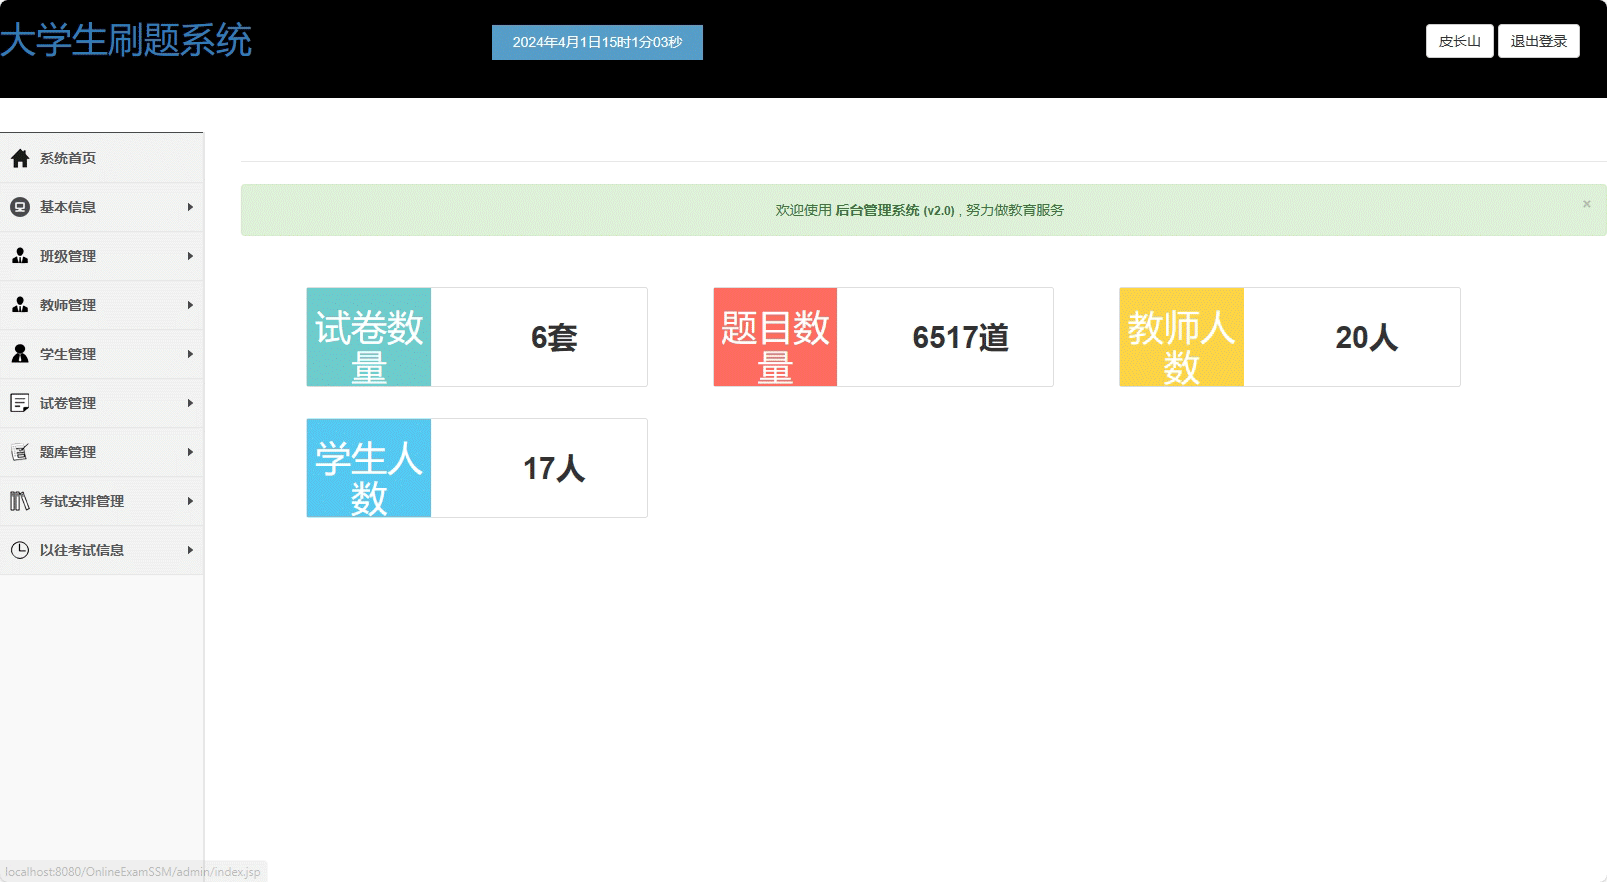 大学生刷题系统
2024年4月1日15时1分03秒
皮长山
退出登录
系统首页
基本信息
班级管理
教师管理
学生管理
试卷管理
题库管理
考试安排管理
以往考试信息
欢迎使用 后台管理系统 (v2.0) , 努力做教育服务
×
试卷数
量
6套
题目数
量
6517道
教师人
数
20人
学生人
数
17人
localhost:8080/OnlineExamSSM/admin/index.jsp